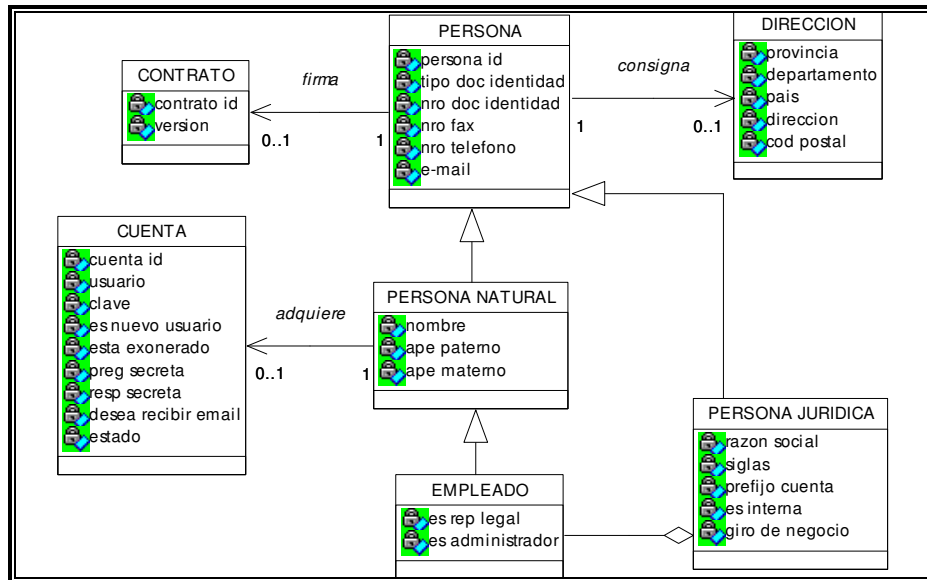 PERSONA
persona id
tipo doc identidad
nro doc identidad
nro fax
nro telefono
e-mail
DIRECCION
provincia
departamento
pais
direccion
cod postal
CONTRATO
contrato id
version
firma
0..1
1
consigna
1
0..1
CUENTA
cuenta id
usuario
clave
es nuevo usuario
esta exonerado
preg secreta
resp secreta
desea recibir email
estado
adquiere
0..1
1
PERSONA NATURAL
nombre
ape paterno
ape materno
PERSONA JURIDICA
razon social
siglas
prefijo cuenta
es interna
giro de negocio
EMPLEADO
es rep legal
es administrador